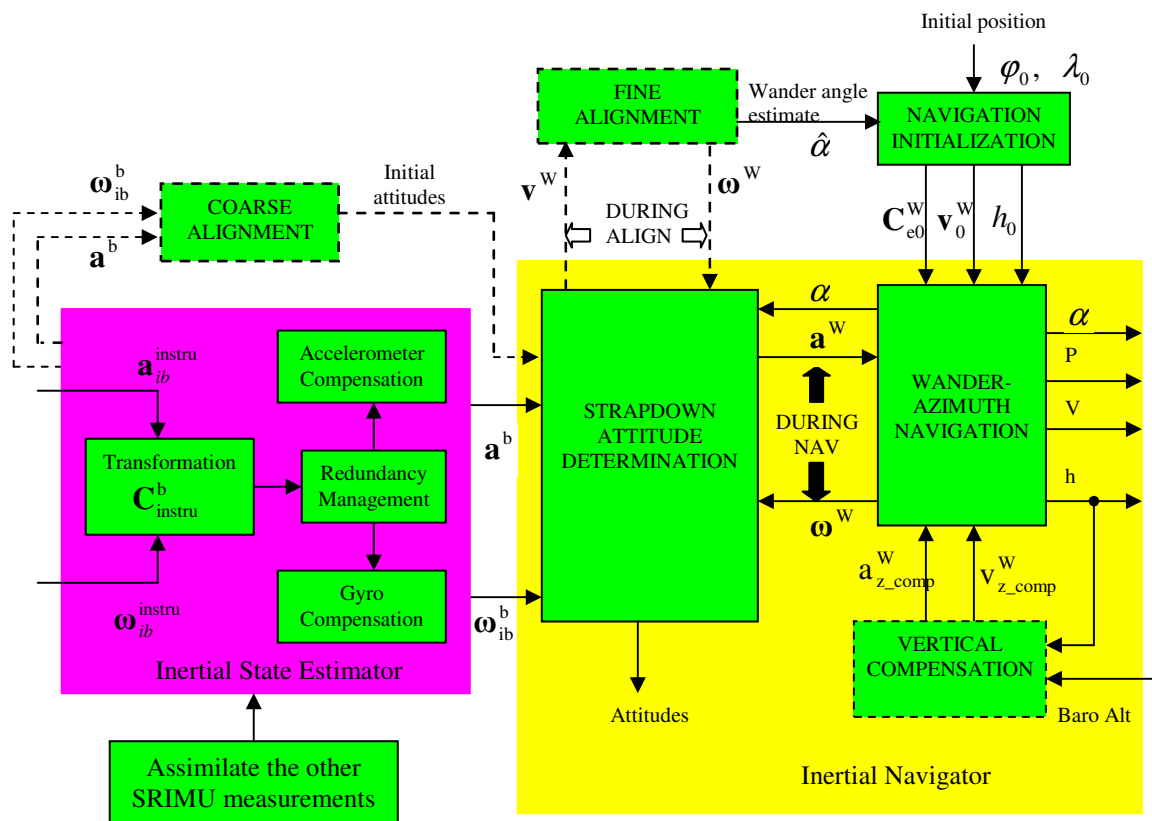 Initial position
φ₀, λ₀
FINE
ALIGNMENT
Wander angle
estimate
α̂
NAVIGATION
INITIALIZATION
ω_ib^b
a^b
COARSE
ALIGNMENT
Initial
attitudes
v^W
ω^W
DURING
ALIGN
C_e0^W v_0^W h₀
a_ib^instru
Accelerometer
Compensation
Transformation
C_instru^b
Redundancy
Management
Gyro
Compensation
ω_ib^instru
Inertial State Estimator
a^b
ω_ib^b
STRAPDOWN
ATTITUDE
DETERMINATION
Attitudes
α
a^W
DURING
NAV
ω^W
WANDER-
AZIMUTH
NAVIGATION
α
P
V
h
a_z_comp^W
v_z_comp^W
VERTICAL
COMPENSATION
Baro Alt
Inertial Navigator
Assimilate the other
SRIMU measurements